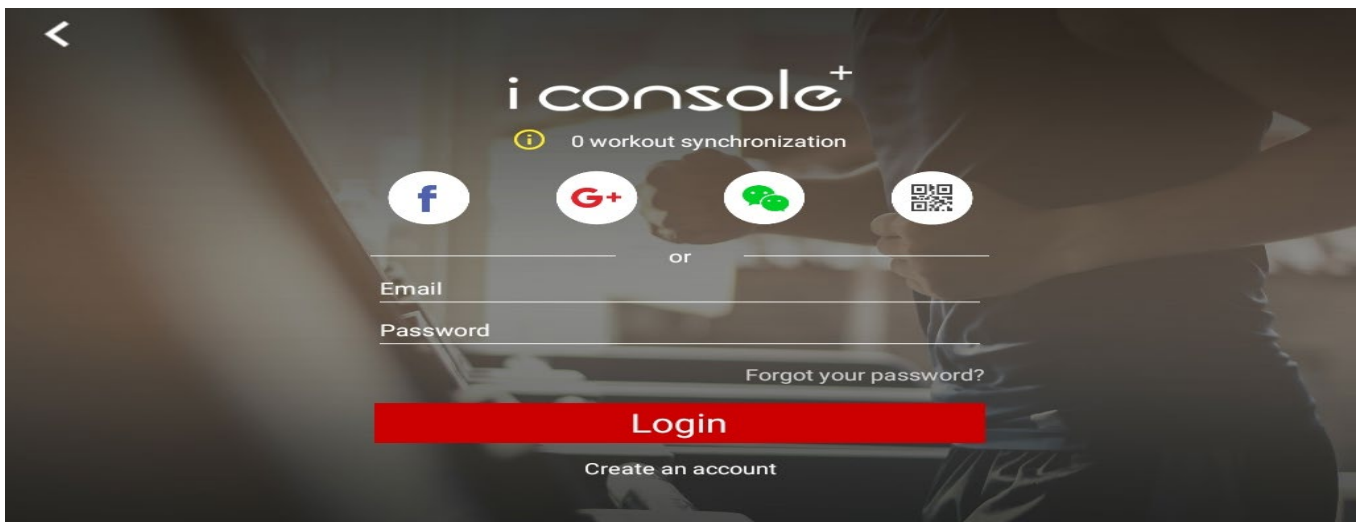 i console+
0 workout synchronization
f G+
or
Email
Password
Forgot your password?
Login
Create an account